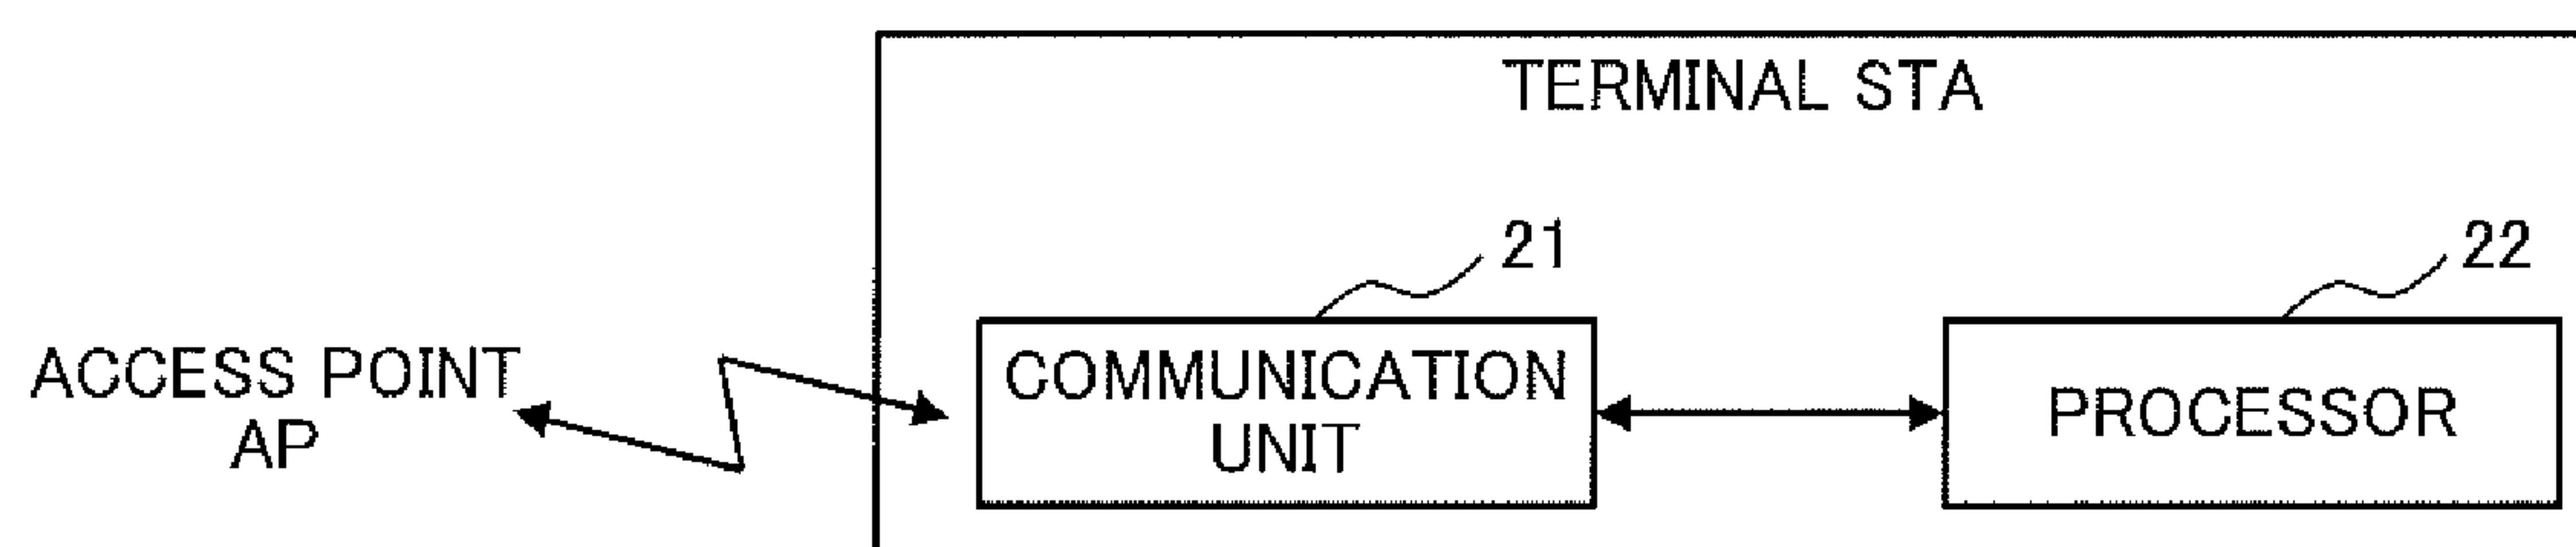 TERMINAL STA
21
22
ACCESS POINT
AP
COMMUNICATION
UNIT
PROCESSOR